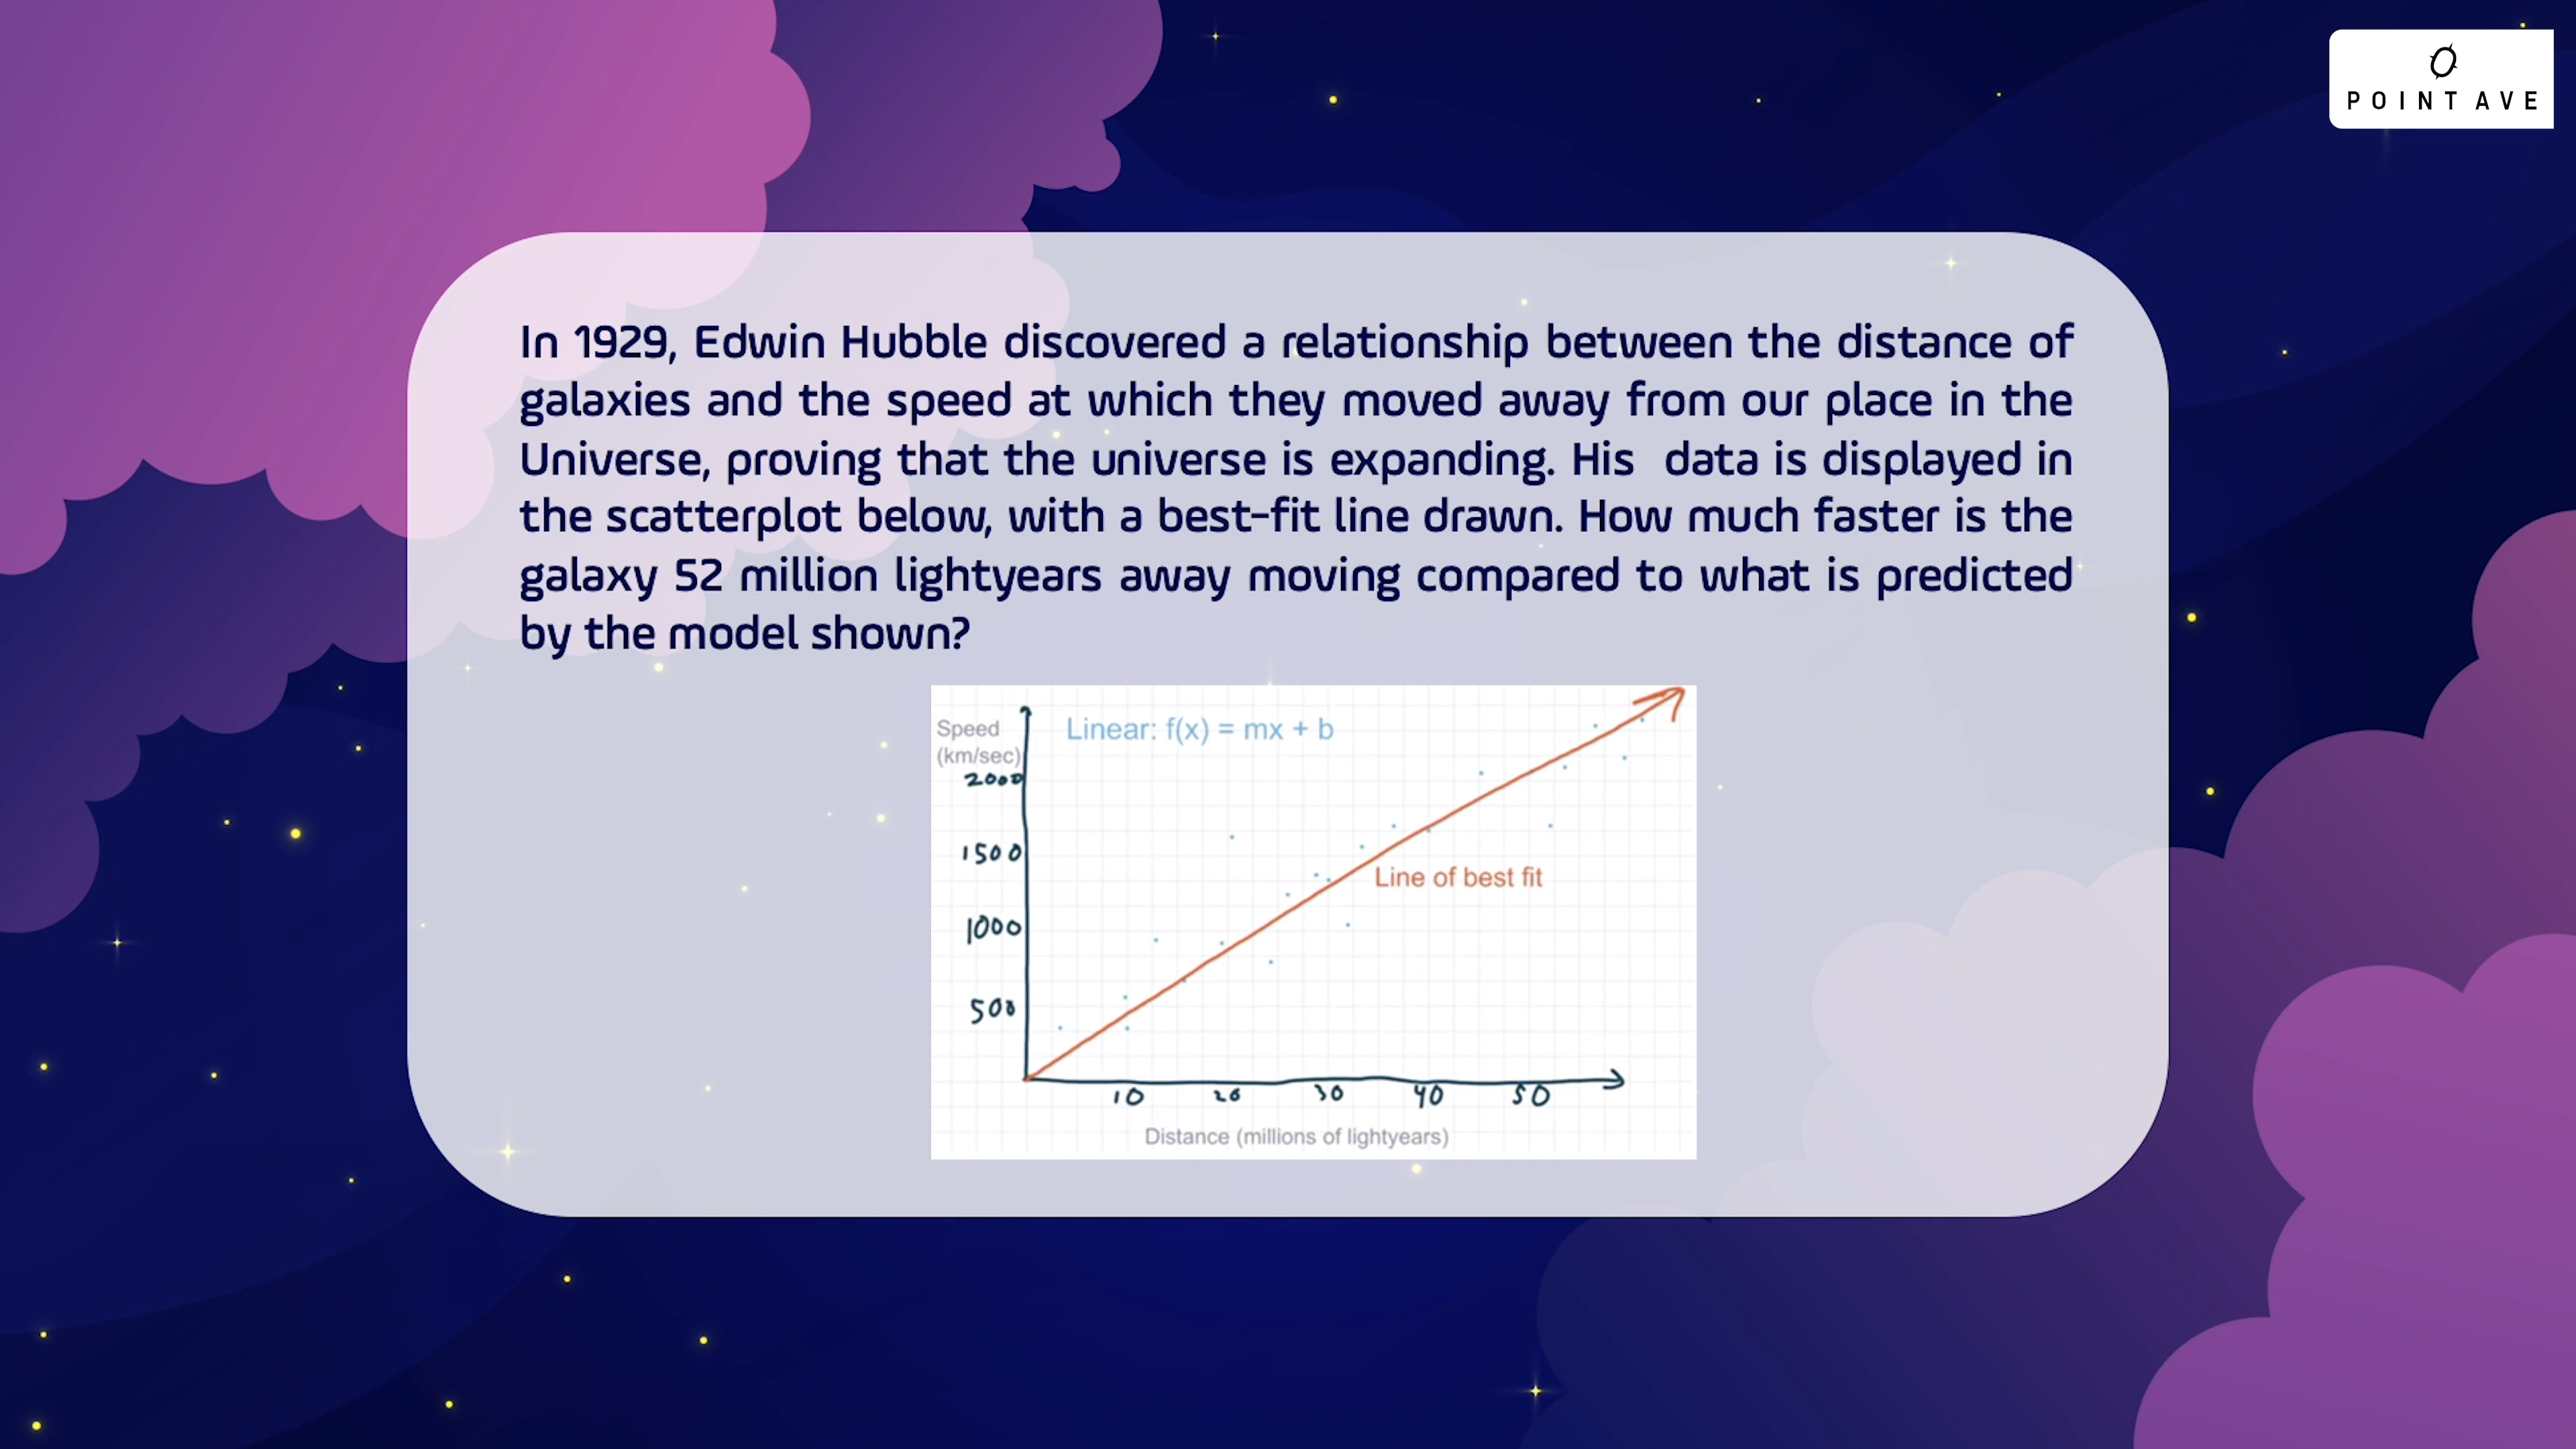 POINT AVE
In 1929, Edwin Hubble discovered a relationship between the distance of
galaxies and the speed at which they moved away from our place in the
Universe, proving that the universe is expanding. His data is displayed in
the scatterplot below, with a best-fit line drawn. How much faster is the
galaxy 52 million lightyears away moving compared to what is predicted
by the model shown?
Speed
(km/sec)
Linear: f(x) = mx + b
2000
1500
Line of best fit
1000
500
10 20 30 40 50
Distance (millions of lightyears)